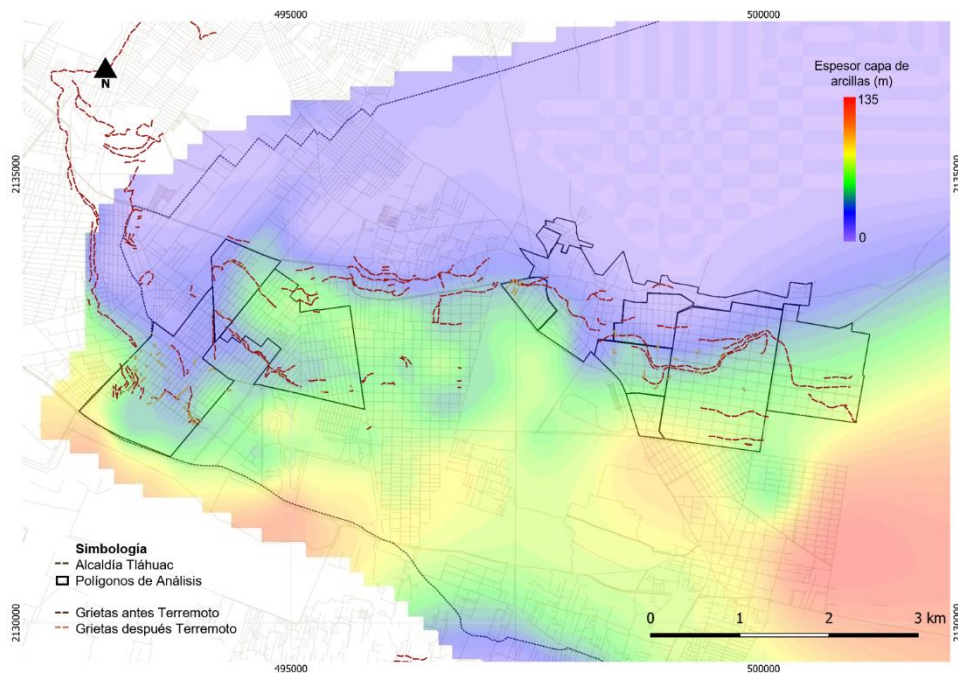 495000
500000
N
Espesor capa de
arcillas (m)
135
0
2135000
2135000
Simbología
Alcaldía Tláhuac
Polígonos de Análisis
Grietas antes Terremoto
Grietas después Terremoto
2130000
2130000
0 1 2 3 km
495000
500000